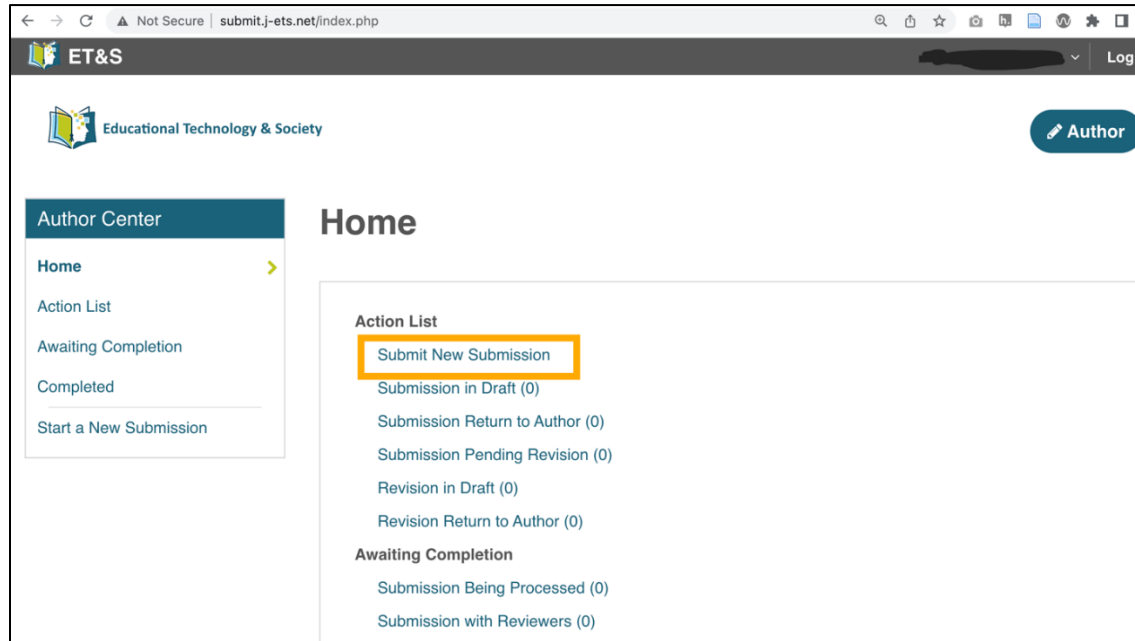 Not Secure submit.j-ets.net/index.php
ET&S
Log
Educational Technology & Society
Author
Author Center
Home
Action List
Awaiting Completion
Completed
Start a New Submission
Home
Action List
Submit New Submission
Submission in Draft (0)
Submission Return to Author (0)
Submission Pending Revision (0)
Revision in Draft (0)
Revision Return to Author (0)
Awaiting Completion
Submission Being Processed (0)
Submission with Reviewers (0)